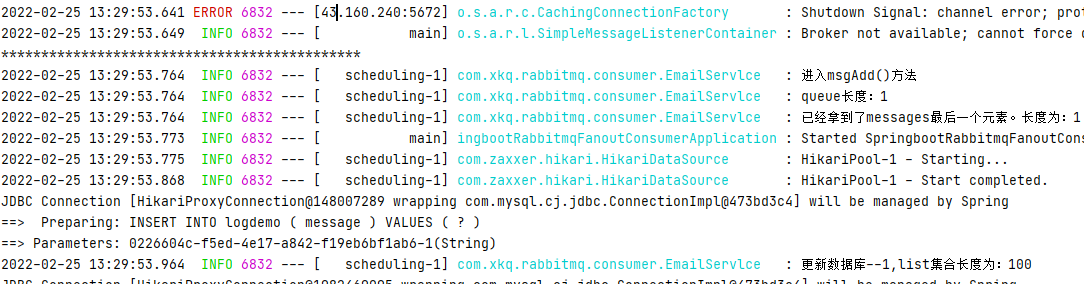 2022-02-25 13:29:53.641 ERROR 6832 --- [43.160.240:5672] o.s.a.r.c.CachingConnectionFactory : Shutdown Signal: channel error; pro
2022-02-25 13:29:53.649 INFO 6832 --- [ main] o.s.a.r.l.SimpleMessageListenerContainer : Broker not available; cannot force
*********************************************
2022-02-25 13:29:53.764 INFO 6832 --- [ scheduling-1] com.xkq.rabbitmq.consumer.EmailServlce : 进入msgAdd()方法
2022-02-25 13:29:53.764 INFO 6832 --- [ scheduling-1] com.xkq.rabbitmq.consumer.EmailServlce : queue长度：1
2022-02-25 13:29:53.764 INFO 6832 --- [ scheduling-1] com.xkq.rabbitmq.consumer.EmailServlce : 已经拿到了messages最后一个元素。长度为：1
2022-02-25 13:29:53.773 INFO 6832 --- [ main] ingbootRabbitmqFanoutConsumerApplication : Started SpringbootRabbitmqFanoutCons
2022-02-25 13:29:53.775 INFO 6832 --- [ scheduling-1] com.zaxxer.hikari.HikariDataSource : HikariPool-1 - Starting...
2022-02-25 13:29:53.868 INFO 6832 --- [ scheduling-1] com.zaxxer.hikari.HikariDataSource : HikariPool-1 - Start completed.
JDBC Connection [HikariProxyConnection@148007289 wrapping com.mysql.cj.jdbc.ConnectionImpl@473bd3c4] will be managed by Spring
==> Preparing: INSERT INTO logdemo ( message ) VALUES ( ? )
==> Parameters: 0226604c-f5ed-4e17-a842-f19eb6bf1ab6-1(String)
2022-02-25 13:29:53.964 INFO 6832 --- [ scheduling-1] com.xkq.rabbitmq.consumer.EmailServlce : 更新数据库--1,list集合长度为：100